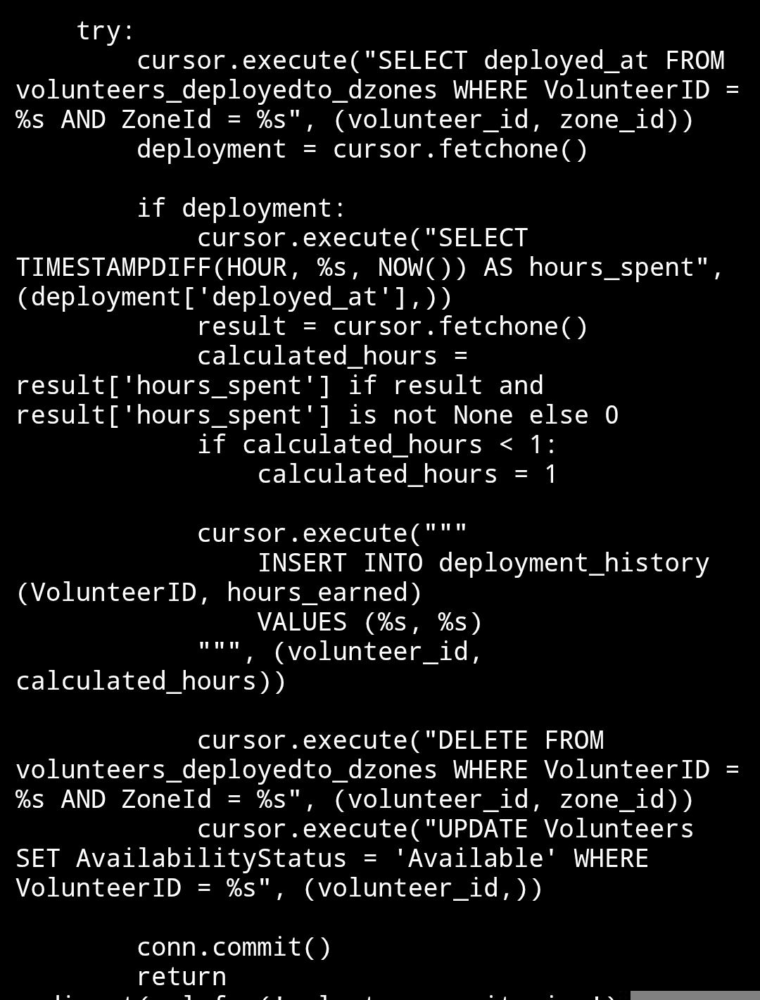 try:
cursor.execute("SELECT deployed_at FROM
volunteers_deployedto_dzones WHERE VolunteerID =
%s AND ZoneId = %s", (volunteer_id, zone_id))
deployment = cursor.fetchone()
if deployment:
cursor.execute("SELECT
TIMESTAMPDIFF(HOUR, %s, NOW()) AS hours_spent",
(deployment['deployed_at'],))
result = cursor.fetchone()
calculated_hours =
result['hours_spent'] if result and
result['hours_spent'] is not None else 0
if calculated_hours < 1:
calculated_hours = 1
cursor.execute("""
INSERT INTO deployment_history
(VolunteerID, hours_earned)
VALUES (%s, %s)
""", (volunteer_id,
calculated_hours))
cursor.execute("DELETE FROM
volunteers_deployedto_dzones WHERE VolunteerID =
%s AND ZoneId = %s", (volunteer_id, zone_id))
cursor.execute("UPDATE Volunteers
SET AvailabilityStatus = 'Available' WHERE
VolunteerID = %s", (volunteer_id,))
conn.commit()
return